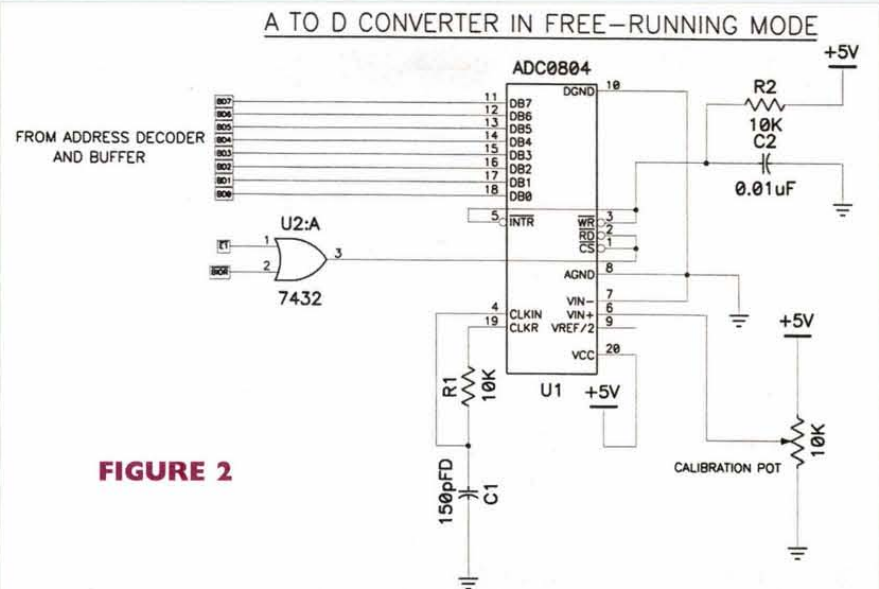 A TO D CONVERTER IN FREE-RUNNING MODE
+5V
ADC0804
R2
10K
C2
0.01uF
FROM ADDRESS DECODER
AND BUFFER
BD7
BD6
BD5
BD4
BD3
BD2
BD1
BD0
11 DB7
12 DB6
13 DB5
14 DB4
15 DB3
16 DB2
17 DB1
18 DB0
5 INTR
4 CLKIN
19 CLKR
DGND 10
WR 3
RD 2
CS 1
AGND 8
VIN- 7
VIN+ 6
VREF/2 9
VCC 20
U1
U2:A
1
2
3
7432
E1
BIOR
R1
10K
+5V
+5V
10K
CALIBRATION POT
150pFD
C1
FIGURE 2